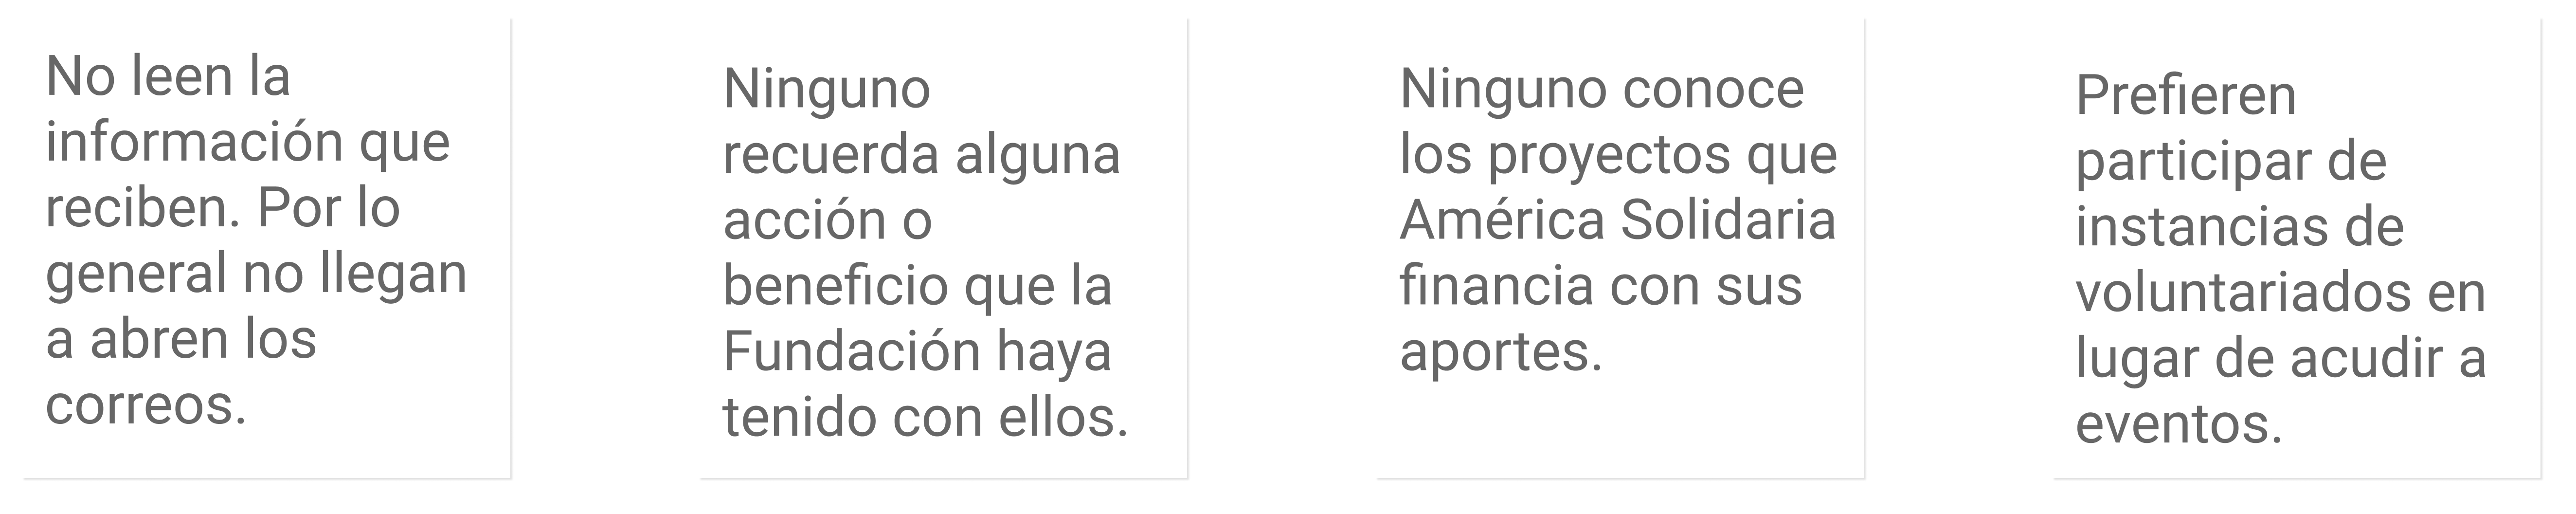 No leen la
información que
reciben. Por lo
general no llegan
a abren los
correos.
Ninguno
recuerda alguna
acción o
beneficio que la
Fundación haya
tenido con ellos.
Ninguno conoce
los proyectos que
América Solidaria
financia con sus
aportes.
Prefieren
participar de
instancias de
voluntariados en
lugar de acudir a
eventos.